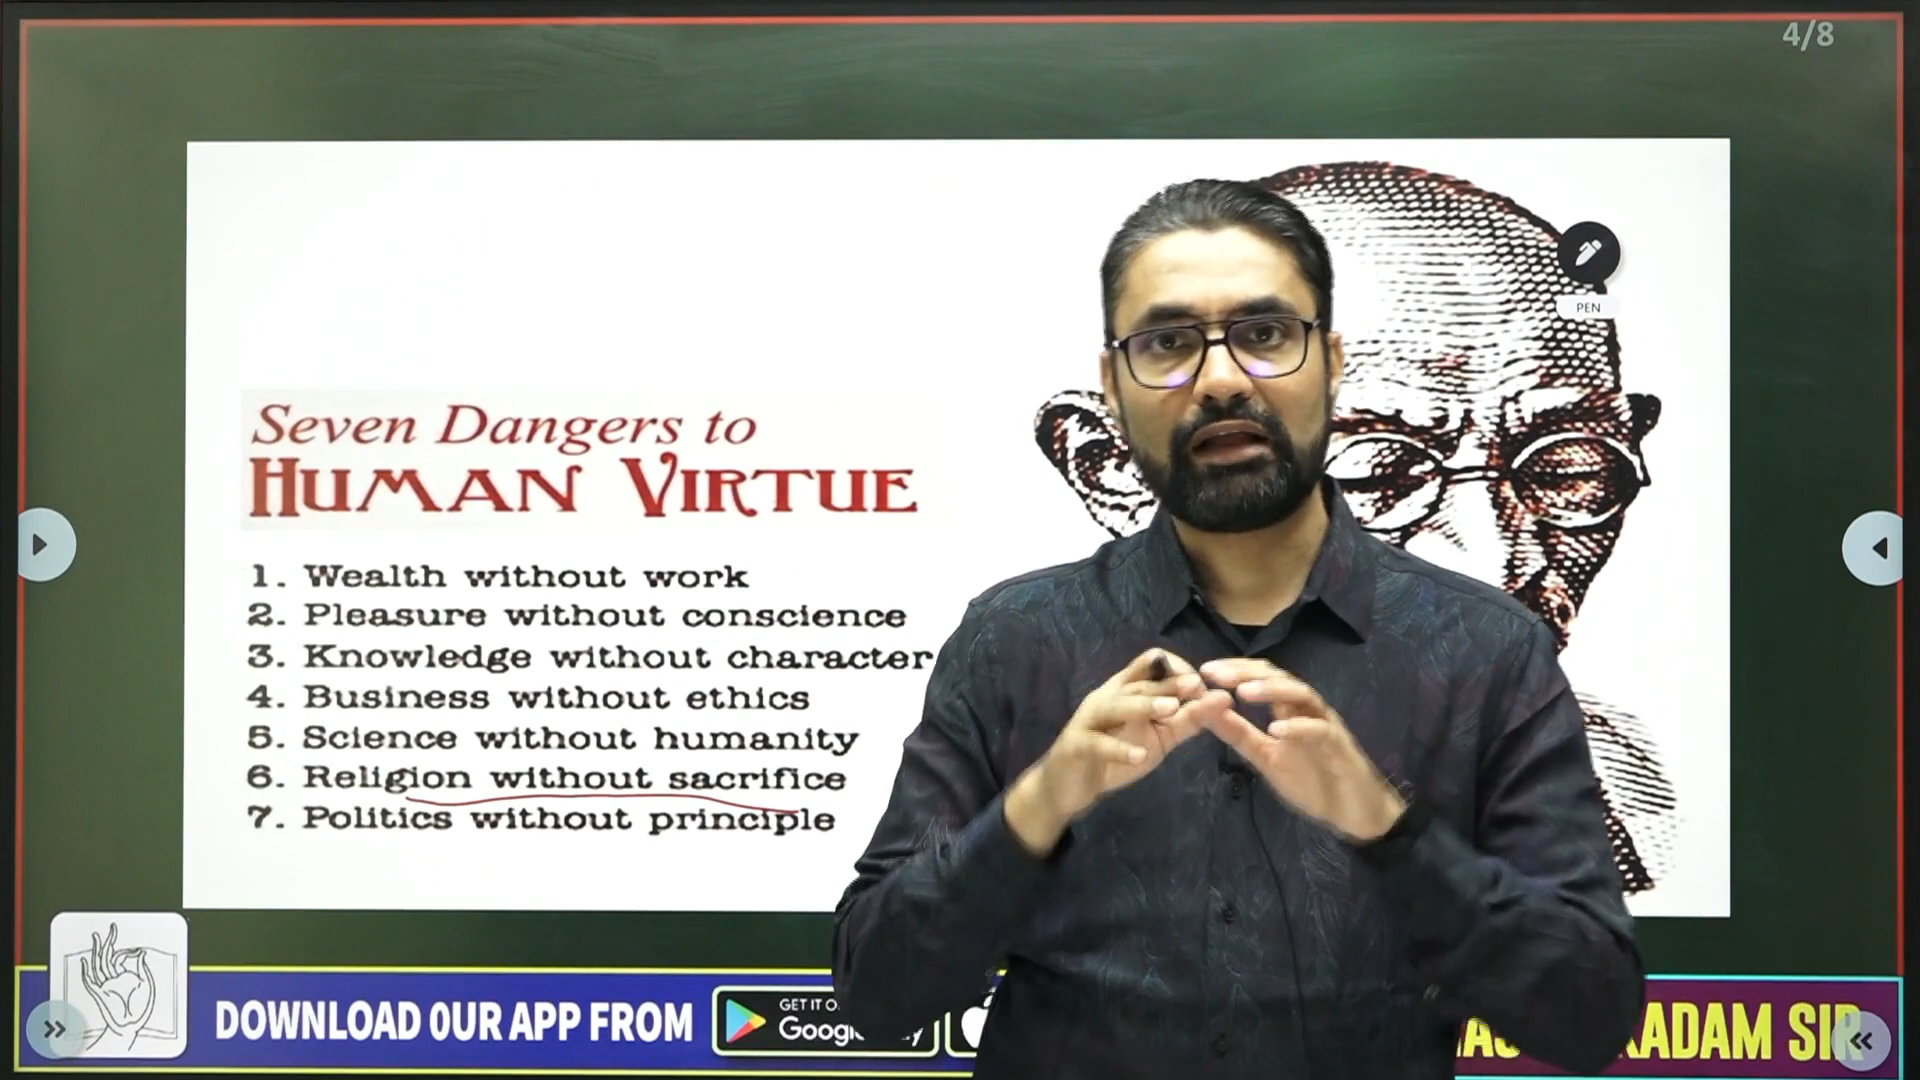 4/8
PEN
Seven Dangers to
HUMAN VIRTUE
1. Wealth without work
2. Pleasure without conscience
3. Knowledge without character
4. Business without ethics
5. Science without humanity
6. Religion without sacrifice
7. Politics without principle
DOWNLOAD OUR APP FROM
GET IT
Google
KADAM SIR